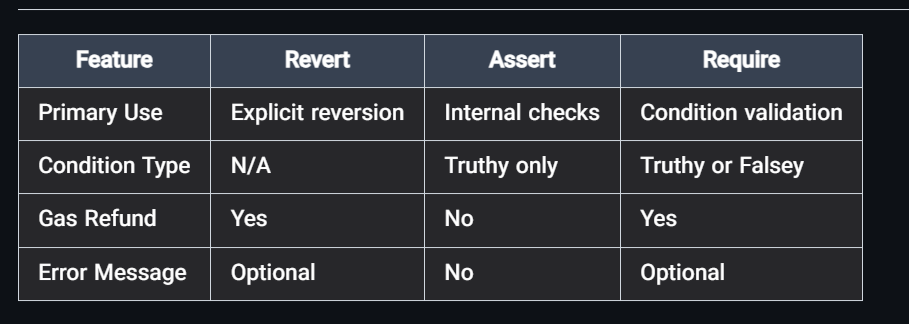 Feature Revert Assert Require
Primary Use Explicit reversion Internal checks Condition validation
Condition Type N/A Truthy only Truthy or Falsey
Gas Refund Yes No Yes
Error Message Optional No Optional